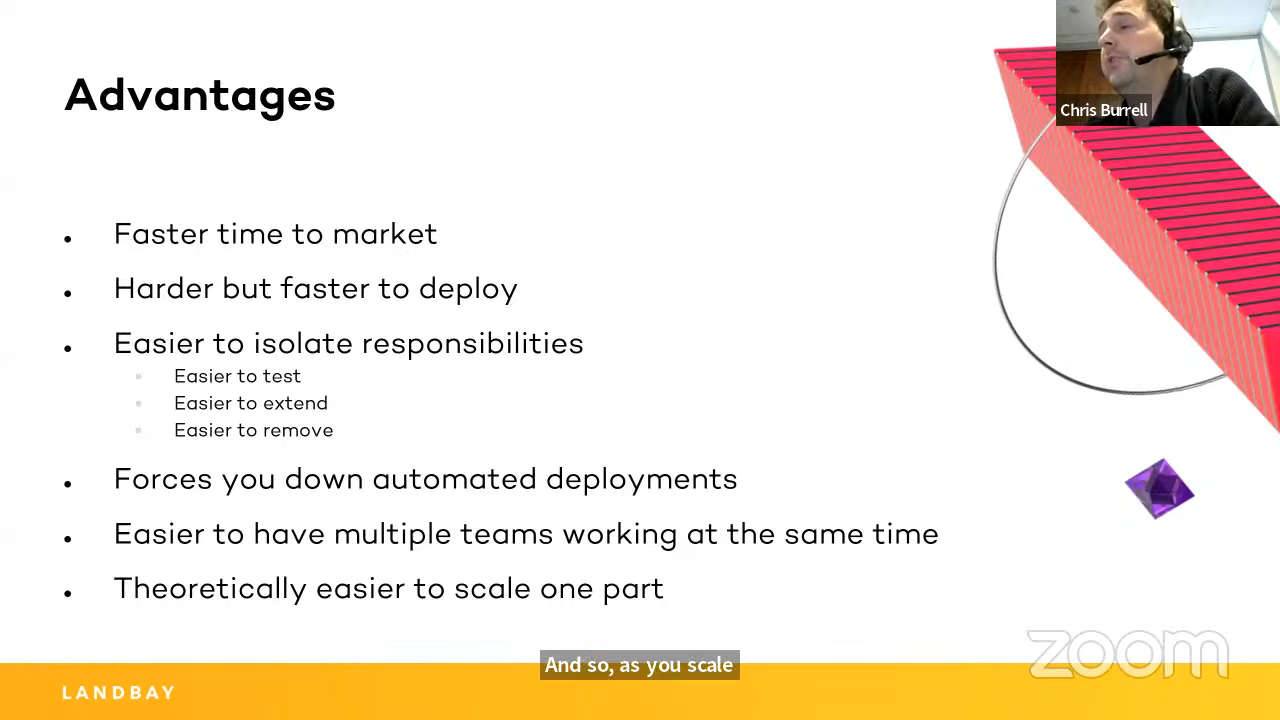 Advantages
Chris Burrell
Faster time to market
Harder but faster to deploy
Easier to isolate responsibilities
Easier to test
Easier to extend
Easier to remove
Forces you down automated deployments
Easier to have multiple teams working at the same time
Theoretically easier to scale one part
zoom
And so, as you scale
LANDBAY